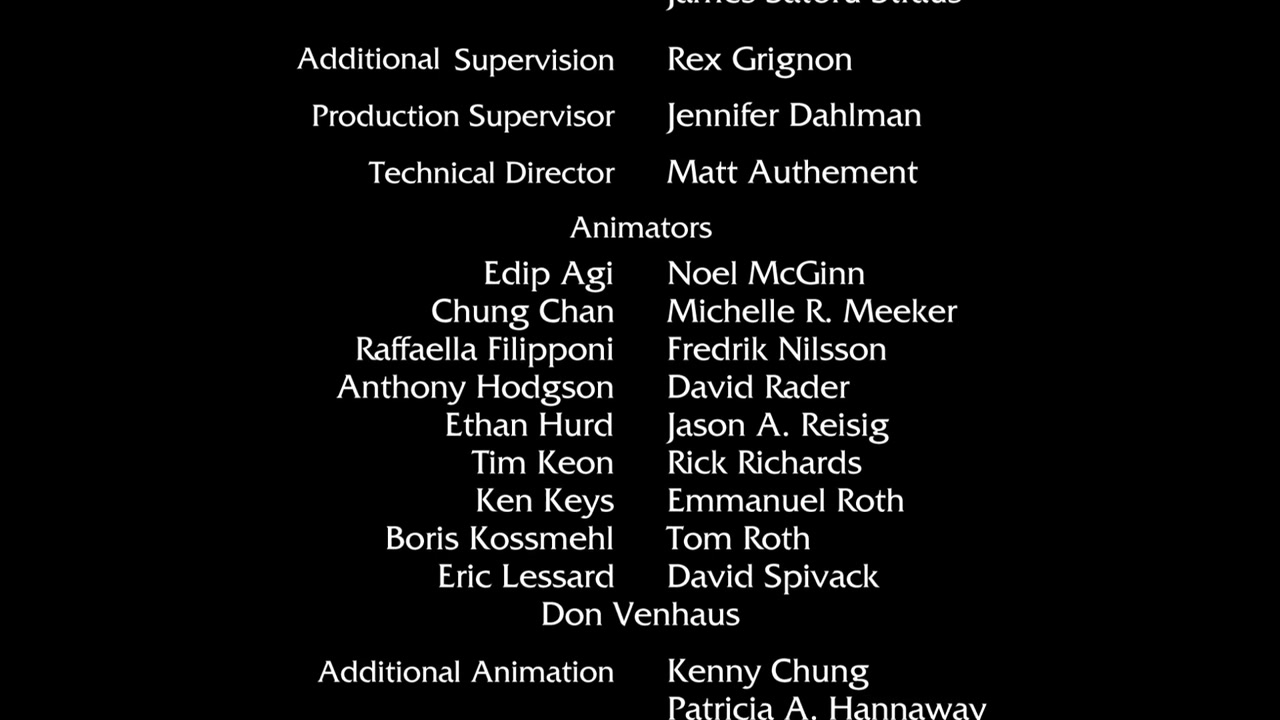 Additional Supervision Rex Grignon
Production Supervisor Jennifer Dahlman
Technical Director Matt Authement
Animators
Edip Agi Noel McGinn
Chung Chan Michelle R. Meeker
Raffaella Filipponi Fredrik Nilsson
Anthony Hodgson David Rader
Ethan Hurd Jason A. Reisig
Tim Keon Rick Richards
Ken Keys Emmanuel Roth
Boris Kossmehl Tom Roth
Eric Lessard David Spivack
Don Venhaus
Additional Animation Kenny Chung
Patricia A. Hannaway